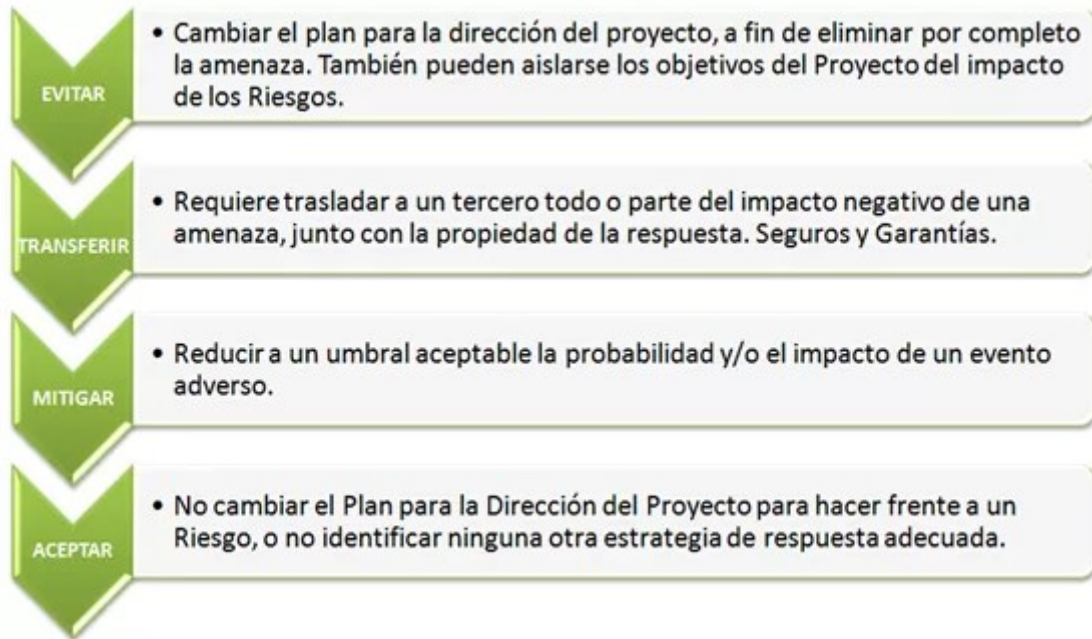 EVITAR
• Cambiar el plan para la dirección del proyecto, a fin de eliminar por completo
la amenaza. También pueden aislarse los objetivos del Proyecto del impacto
de los Riesgos.
TRANSFERIR
• Requiere trasladar a un tercero todo o parte del impacto negativo de una
amenaza, junto con la propiedad de la respuesta. Seguros y Garantías.
MITIGAR
• Reducir a un umbral aceptable la probabilidad y/o el impacto de un evento
adverso.
ACEPTAR
• No cambiar el Plan para la Dirección del Proyecto para hacer frente a un
Riesgo, o no identificar ninguna otra estrategia de respuesta adecuada.